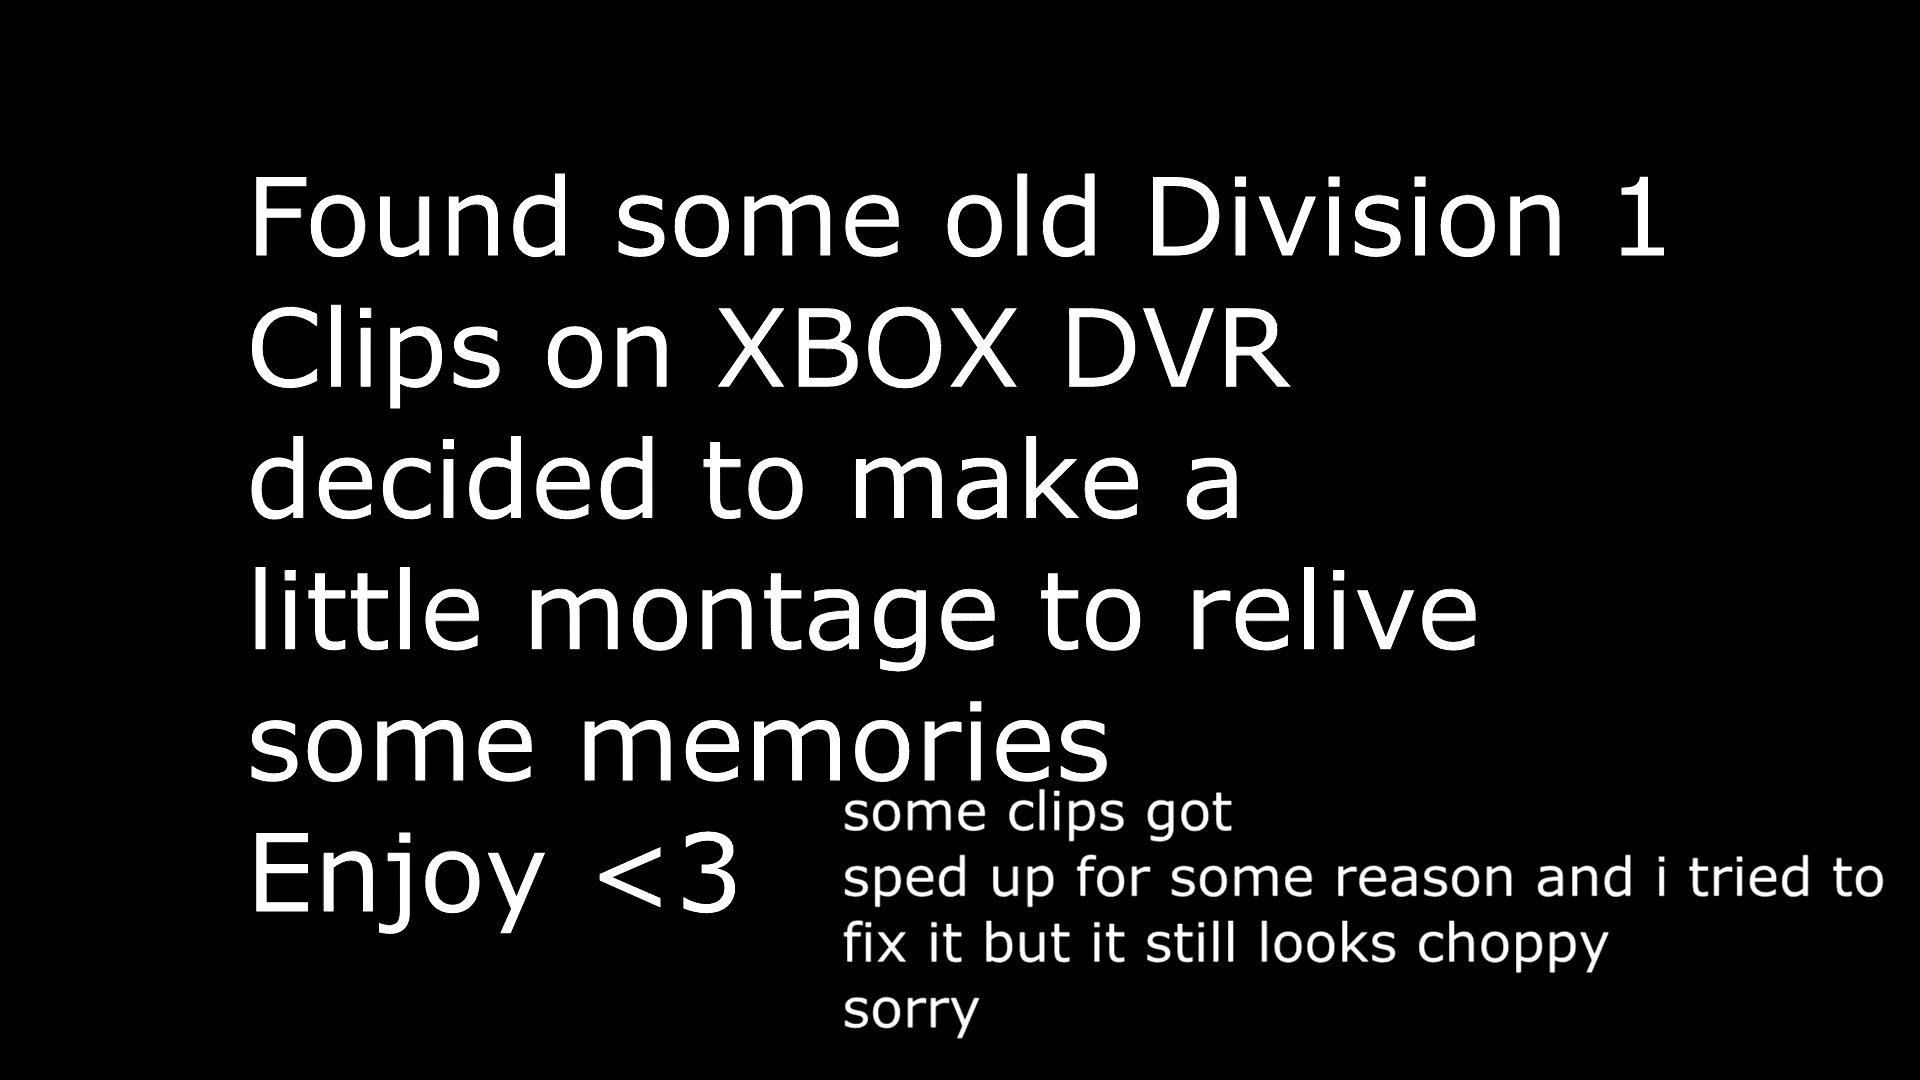 Found some old Division 1
Clips on XBOX DVR
decided to make a
little montage to relive
some memories
Enjoy <3
some clips got
sped up for some reason and i tried to
fix it but it still looks choppy
sorry